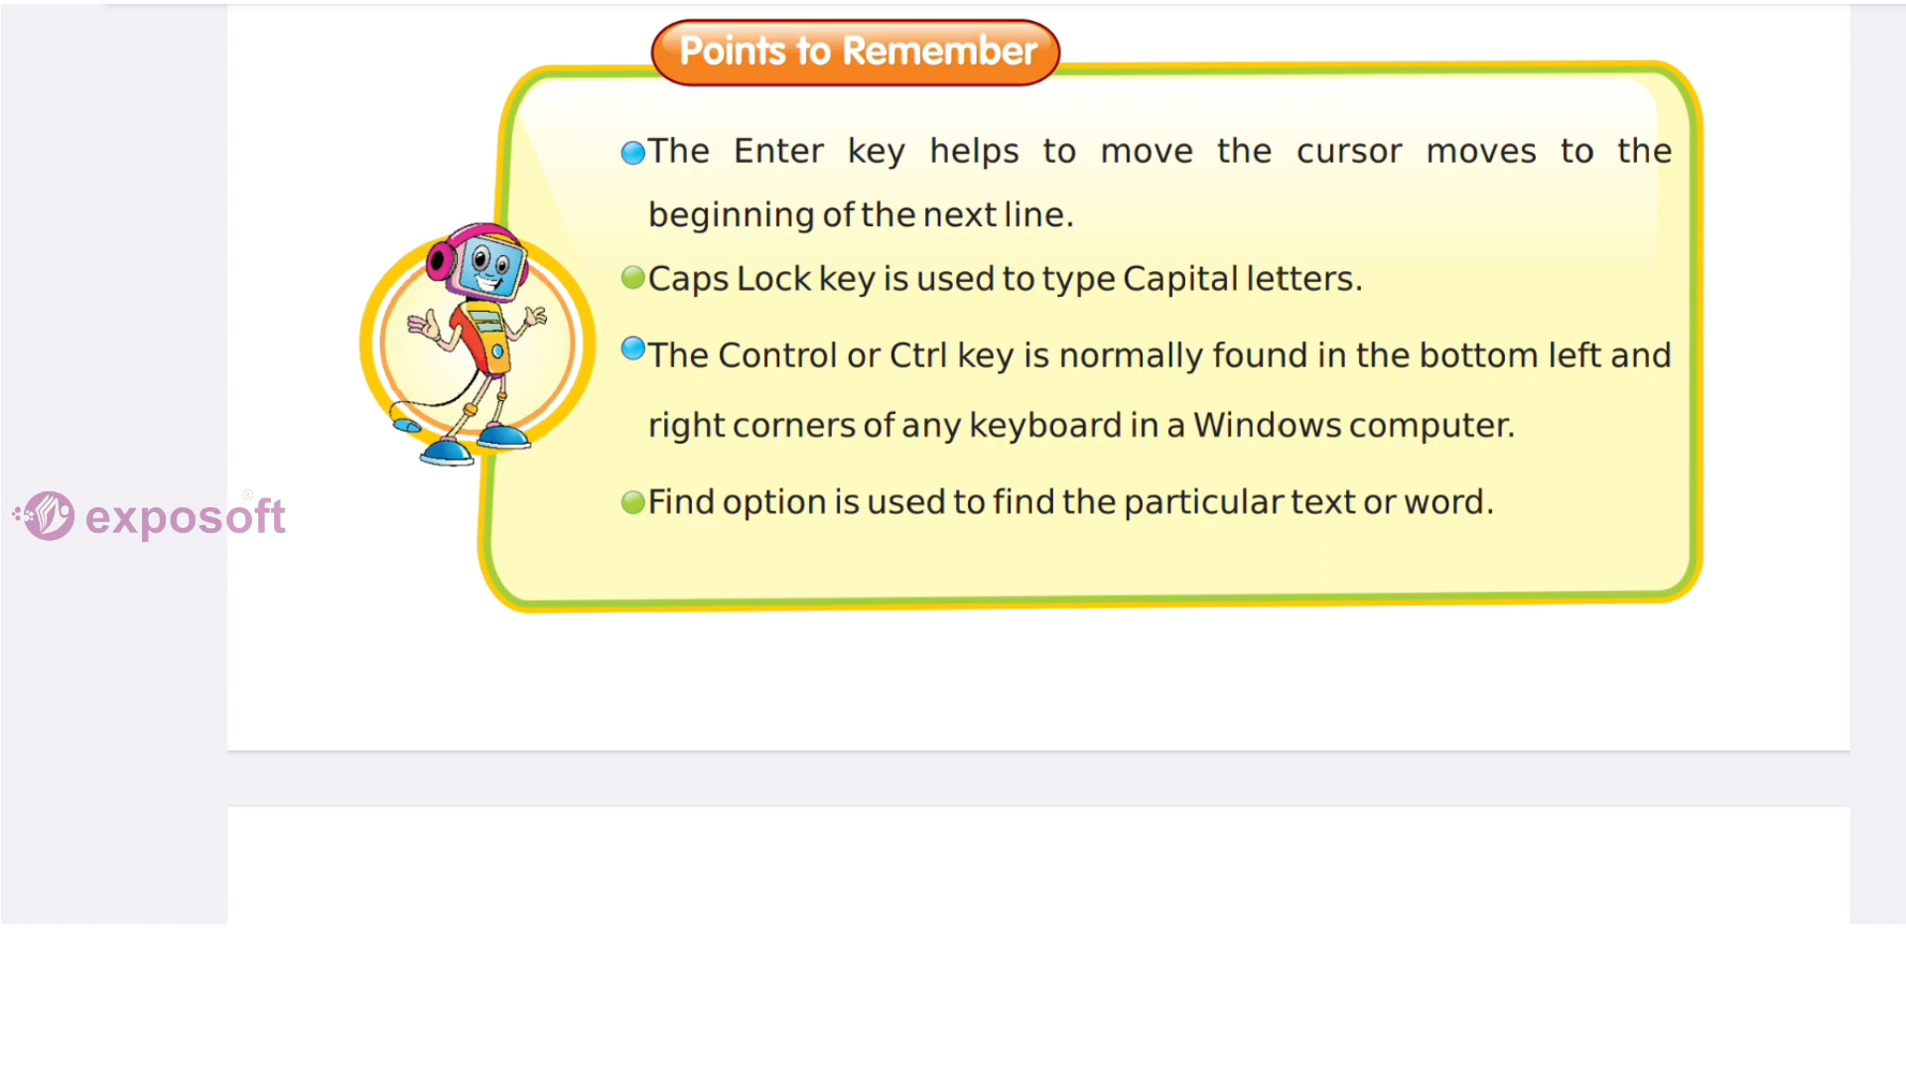 Points to Remember
The Enter key helps to move the cursor moves to the
beginning of the next line.
Caps Lock key is used to type Capital letters.
The Control or Ctrl key is normally found in the bottom left and
right corners of any keyboard in a Windows computer.
Find option is used to find the particular text or word.
exposoft®